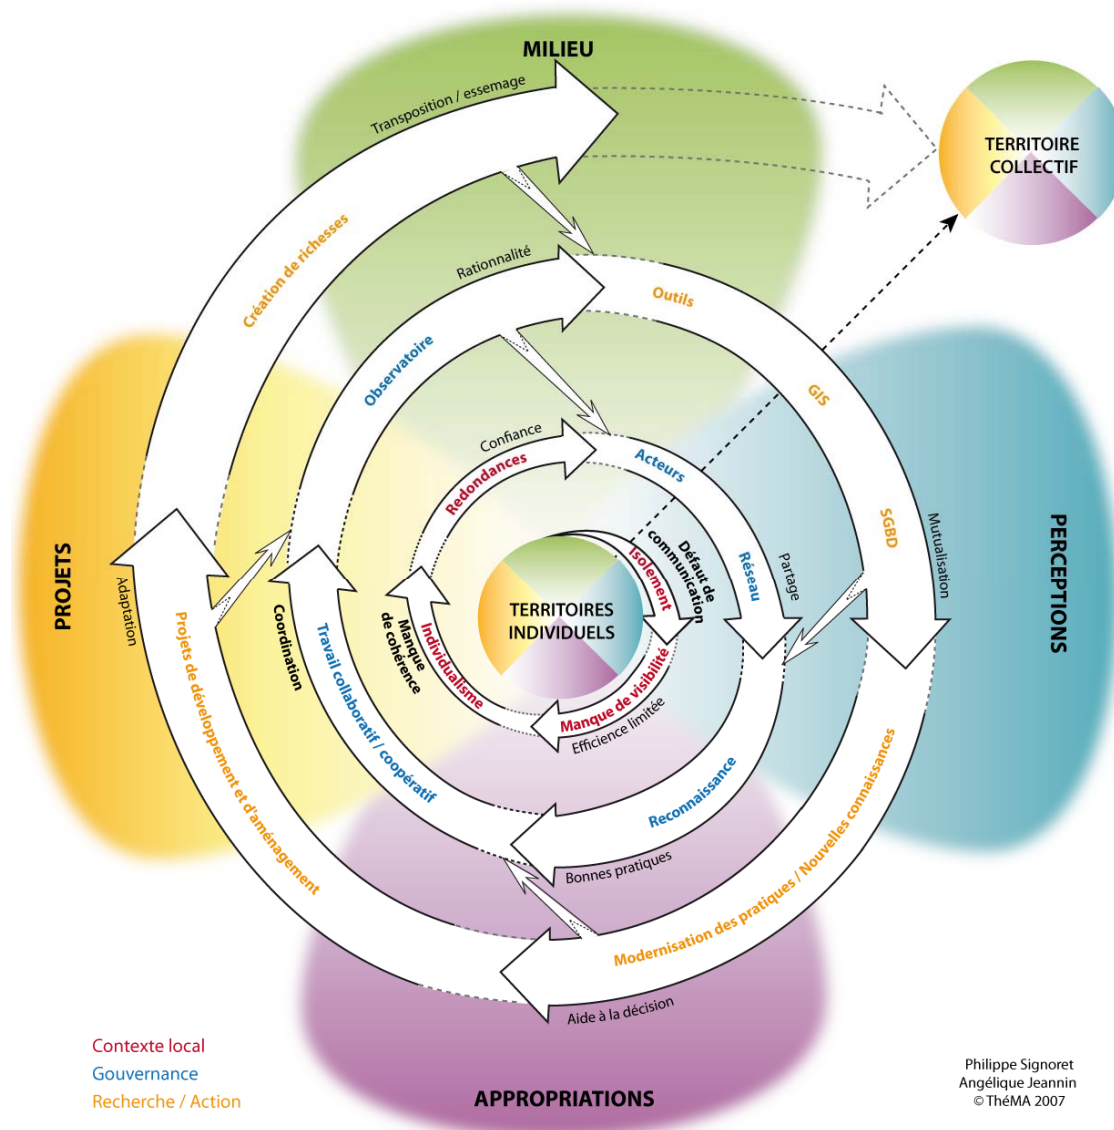 MILIEU
Transposition / essemage
TERRITOIRE
COLLECTIF
Création de richesses
Rationnalité
Outils
Observatoire
GIS
Confiance
Acteurs
Redondances
SGBD
Mutualisation
PROJETS
PERCEPTIONS
Adaptation
Défaut de
communication
Isolement
Réseau
Partage
TERRITOIRES
INDIVIDUELS
Coordination
Travail collaboratif / coopératif
Manque
de cohérence
Individualisme
Manque de visibilité
Efficience limitée
Projets de développement et d'aménagement
Reconnaissance
Bonnes pratiques
Modernisation des pratiques / Nouvelles connaissances
Aide à la décision
Contexte local
Gouvernance
Recherche / Action
APPROPRIATIONS
Philippe Signoret
Angélique Jeannin
© ThéMA 2007